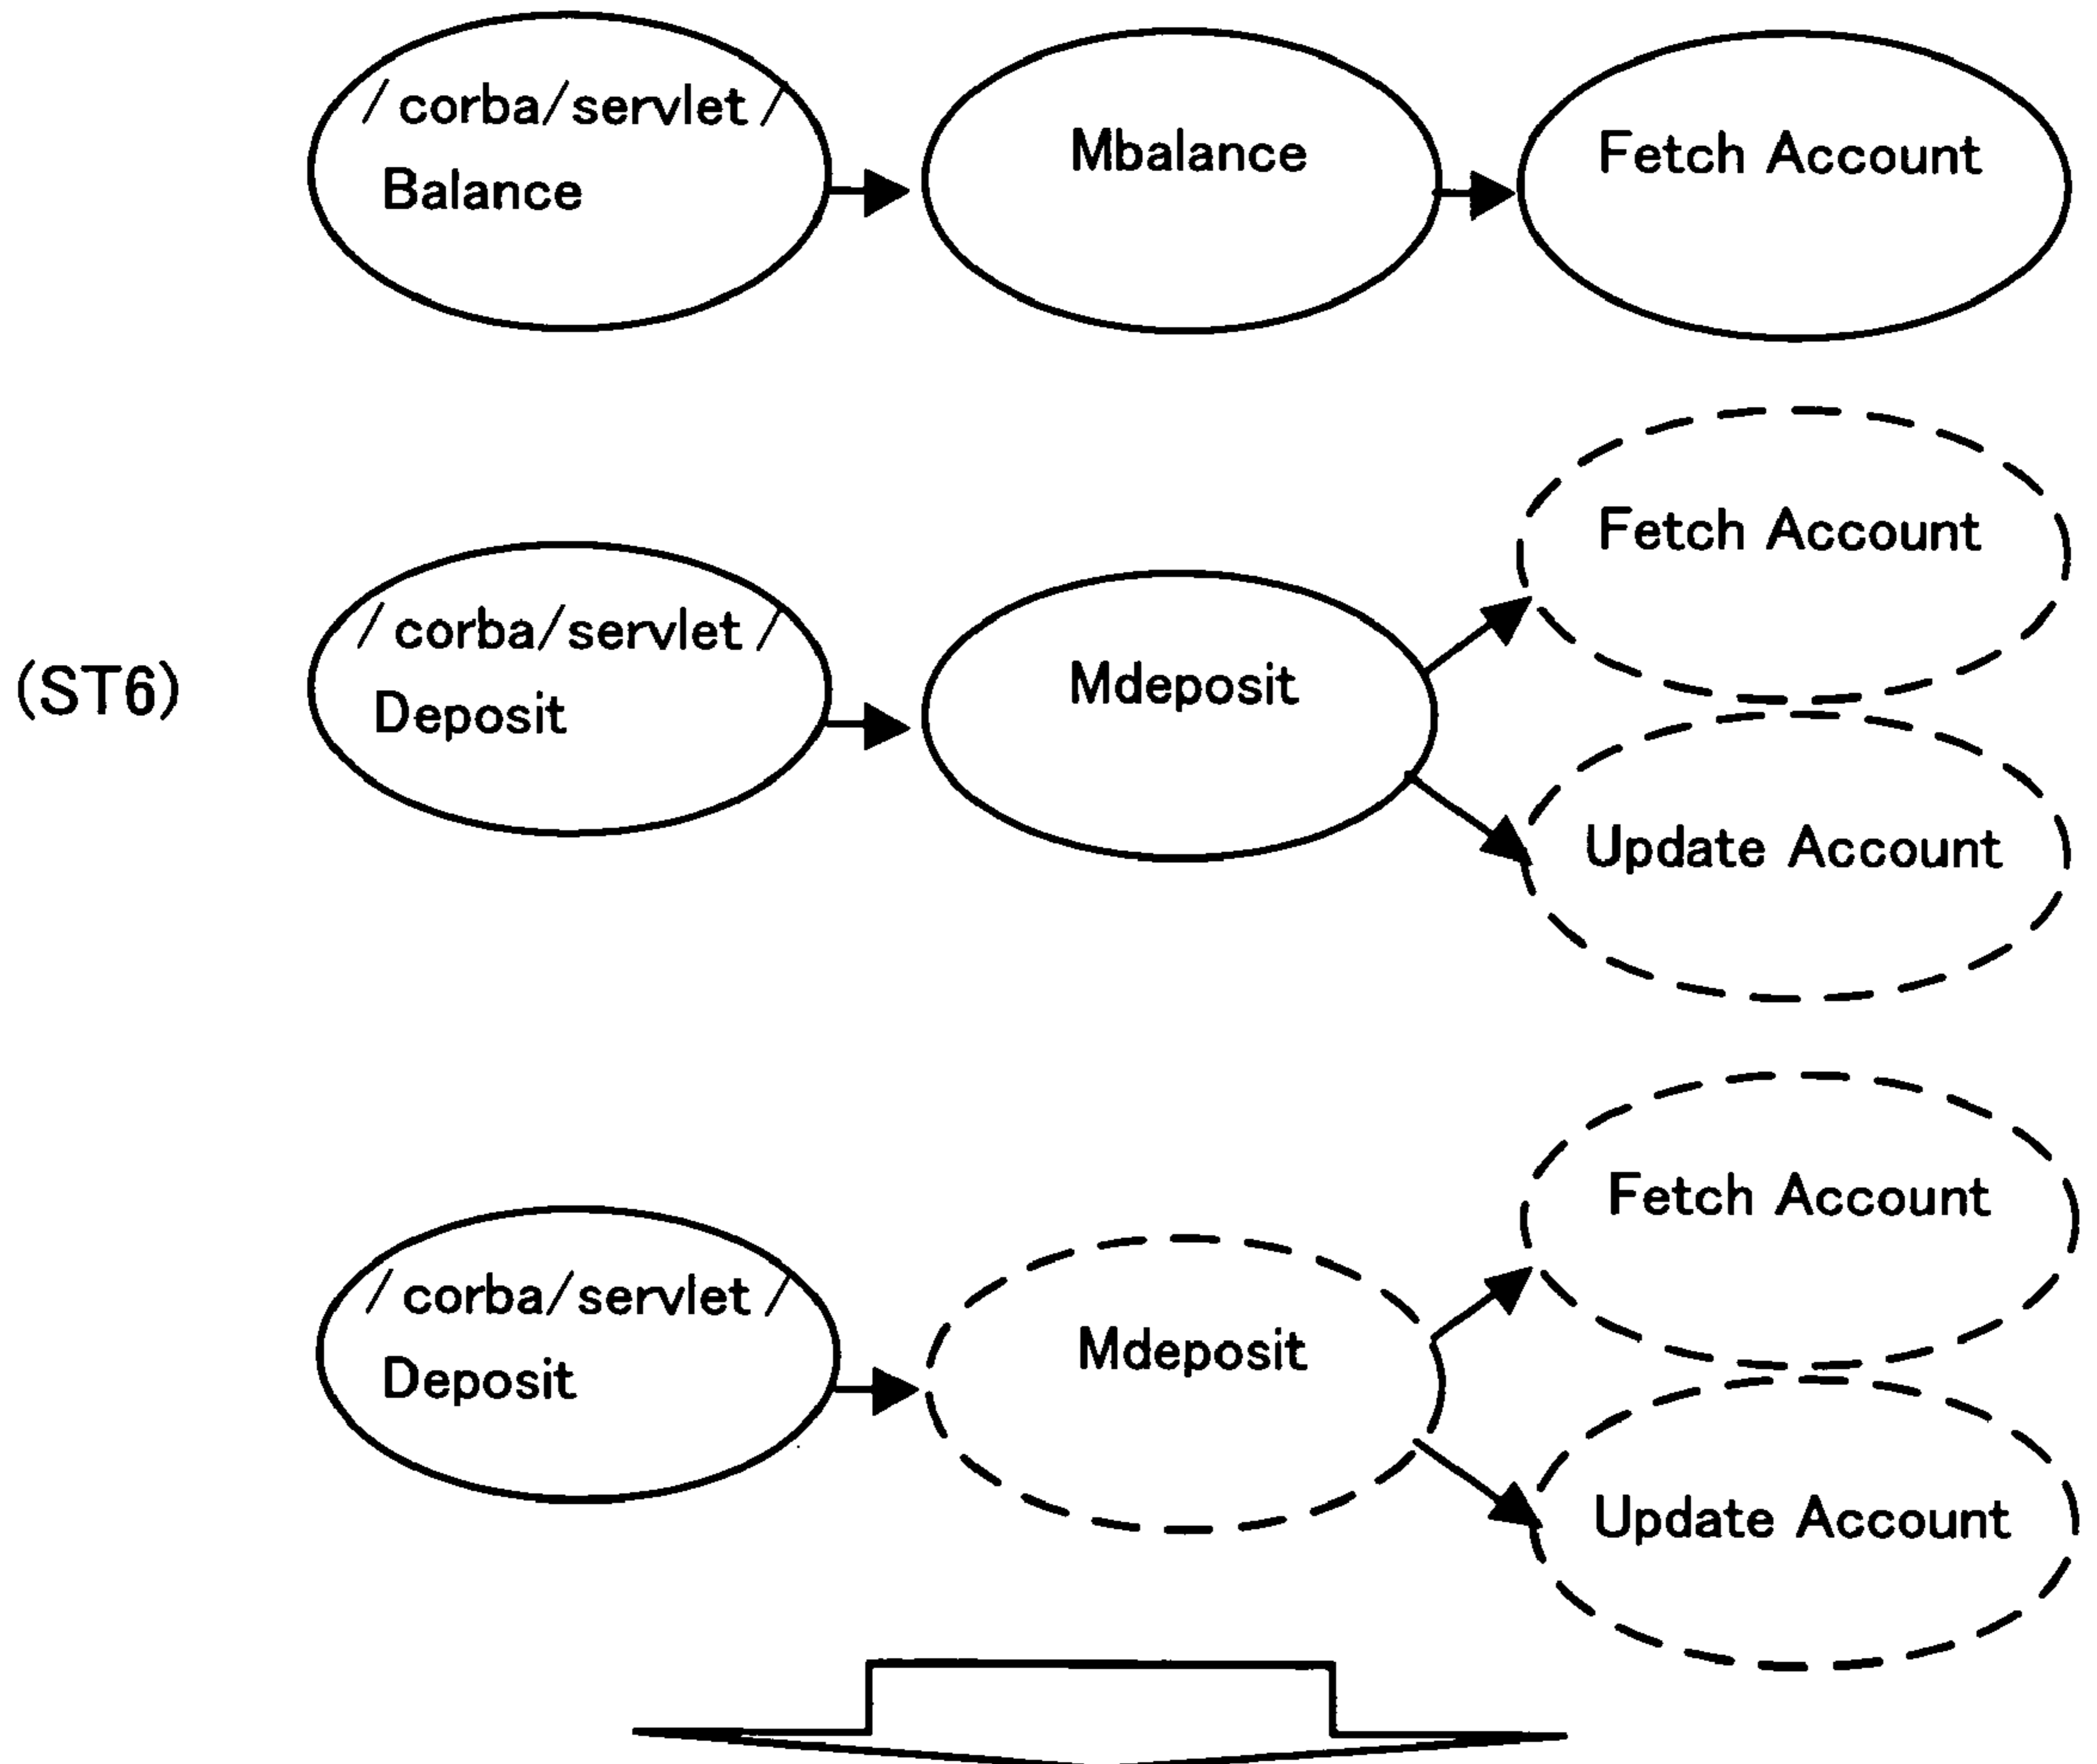 /corba/servlet/
Balance
Mbalance
Fetch Account
(ST6)
/corba/servlet/
Deposit
Mdeposit
Fetch Account
Update Account
/corba/servlet/
Deposit
Mdeposit
Fetch Account
Update Account